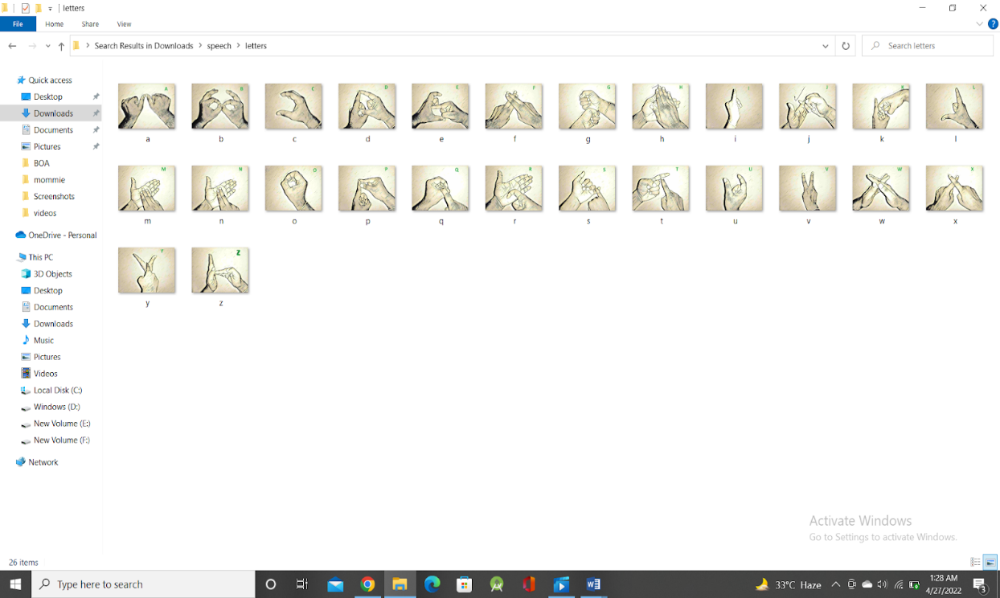 letters
File Home Share View
Search Results in Downloads speech letters
Search letters
Quick access
Desktop
Downloads
Documents
Pictures
BOA
mommie
Screenshots
videos
OneDrive - Personal
This PC
3D Objects
Desktop
Documents
Downloads
Music
Pictures
Videos
Local Disk (C:)
Windows (D:)
New Volume (E:)
New Volume (F:)
Network
A B C D E F G H I J K L
a b c d e f g h i j k l
M N O P Q R S T U V W X
m n o p q r s t u v w x
Y Z
y z
Activate Windows
Go to Settings to activate Windows.
26 items
Type here to search
33°C Haze
1:28 AM
4/27/2022
3